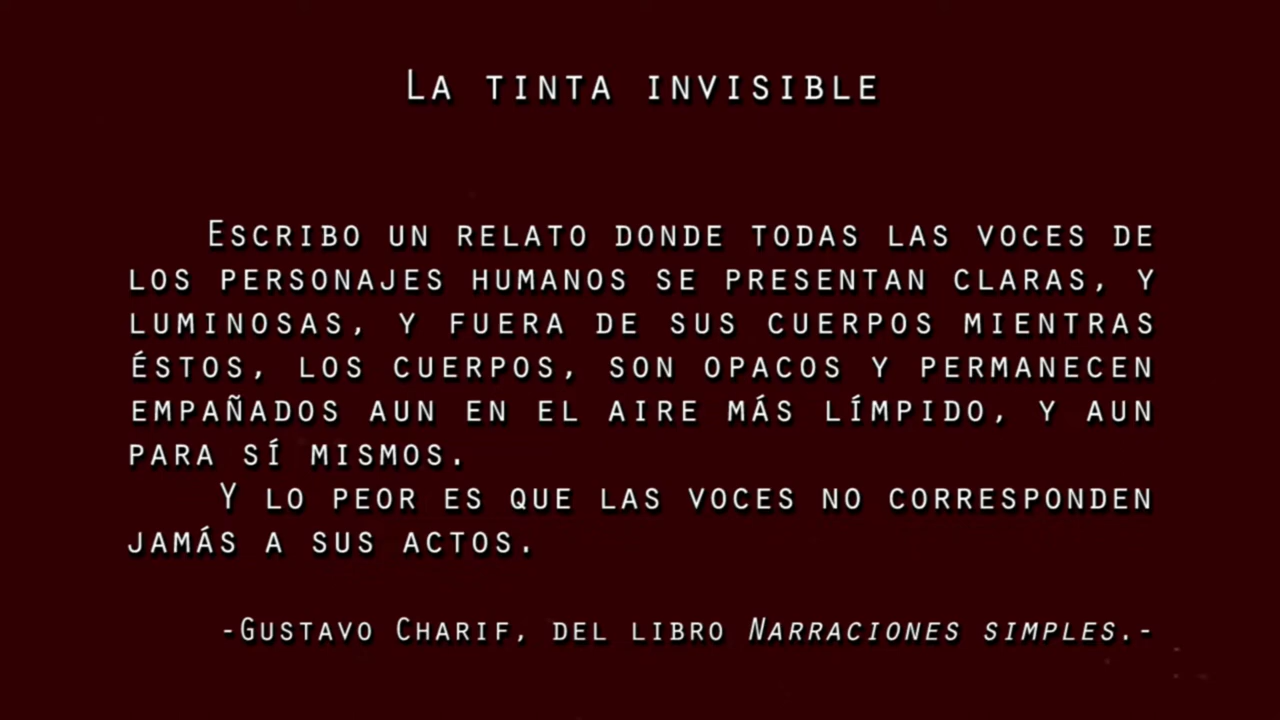 La tinta invisible
Escribo un relato donde todas las voces de
los personajes humanos se presentan claras, y
luminosas, y fuera de sus cuerpos mientras
éstos, los cuerpos, son opacos y permanecen
empañados aun en el aire más límpido, y aun
para sí mismos.
Y lo peor es que las voces no corresponden
jamás a sus actos.
-Gustavo Charif, del libro Narraciones simples.-